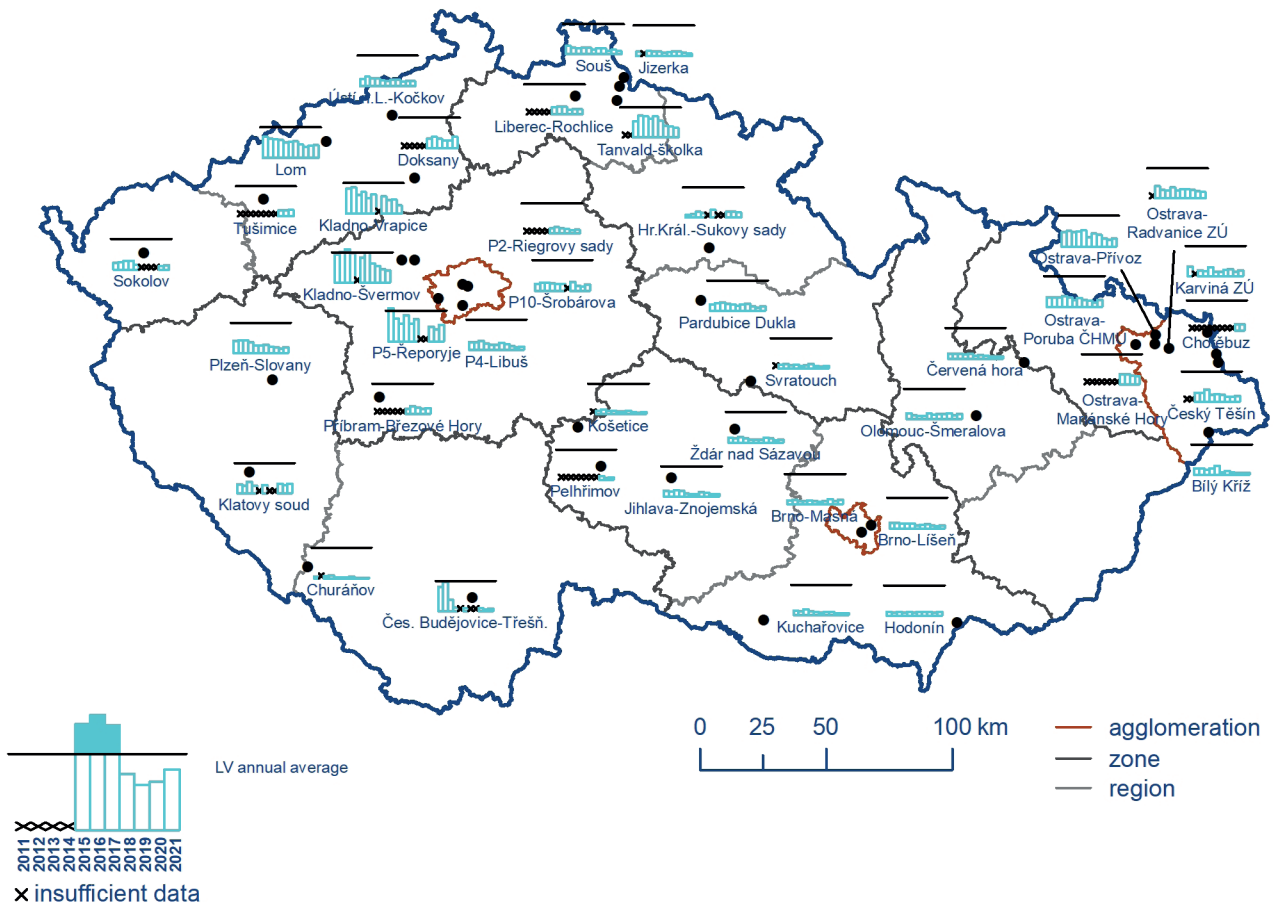 Souš
Jizerka
Ústí n.L.-Kočkov
Liberec-Rochlice
Tanvald-školka
Lom
Doksany
Tušimice
Kladno-Vrapice
Hr.Král.-Sukovy sady
P2-Riegrovy sady
Ostrava-
Radvanice ZÚ
Ostrava-Přívoz
Sokolov
Kladno-Švermov
P10-Šrobárova
Karviná ZÚ
Pardubice Dukla
Ostrava-
Poruba ČHMÚ
Chotěbuz
P5-Řeporyje
P4-Libuš
Plzeň-Slovany
Svratouch
Červená hora
Ostrava-
Mariánské Hory
Český Těšín
Příbram-Březové Hory
Košetice
Olomouc-Šmeralova
Ždár nad Sázavou
Bílý Kříž
Klatovy soud
Pelhřimov
Jihlava-Znojemská
Brno-Masná
Brno-Líšeň
Churáňov
Čes. Budějovice-Třešň.
Kuchařovice
Hodonín
0 25 50 100 km
agglomeration
zone
region
LV annual average
2011
2012
2013
2014
2015
2016
2017
2018
2019
2020
2021
insufficient data